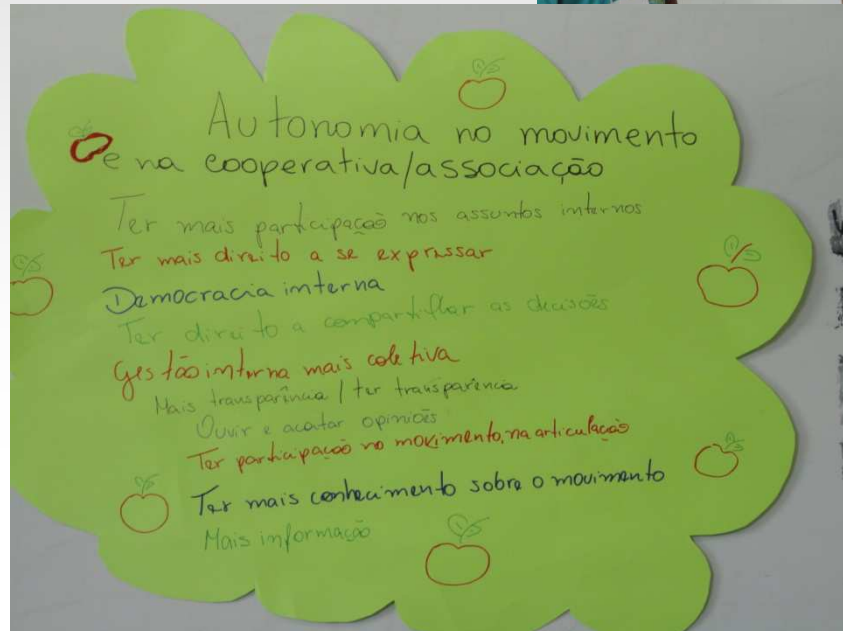 Autonomia no movimento
e na cooperativa/associação
Ter mais participação nos assuntos internos
Ter mais direito a se expressar
Democracia interna
Ter direito a compartilhar as decisões
Gestão interna mais coletiva
Mais transparência / ter transparência
Ouvir e acatar opiniões
Ter participação no movimento, na articulação
Ter mais conhecimento sobre o movimento
Mais informação